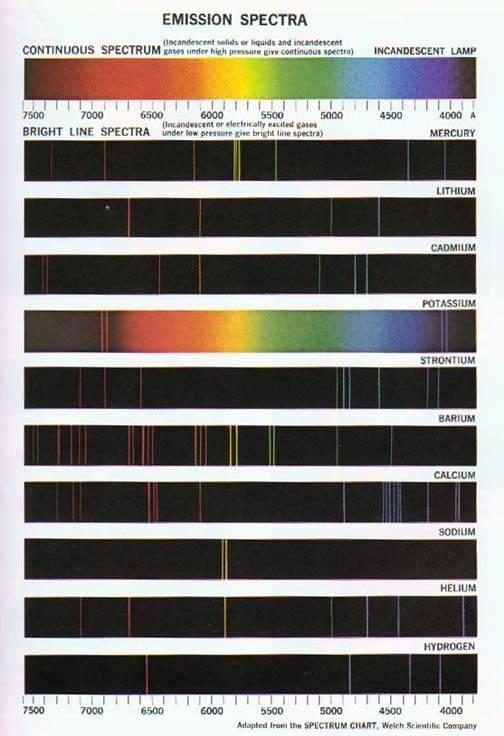 EMISSION SPECTRA
CONTINUOUS SPECTRUM (Incandescent solids or liquids and incandescent gases under high pressure give continuous spectra) INCANDESCENT LAMP
7500 7000 6500 6000 5500 5000 4500 4000 A
BRIGHT LINE SPECTRA (Incandescent or electrically excited gases under low pressure give bright line spectra) MERCURY
LITHIUM
CADMIUM
POTASSIUM
STRONTIUM
BARIUM
CALCIUM
SODIUM
HELIUM
HYDROGEN
7500 7000 6500 6000 5500 5000 4500 4000
Adapted from the SPECTRUM CHART, Welch Scientific Company